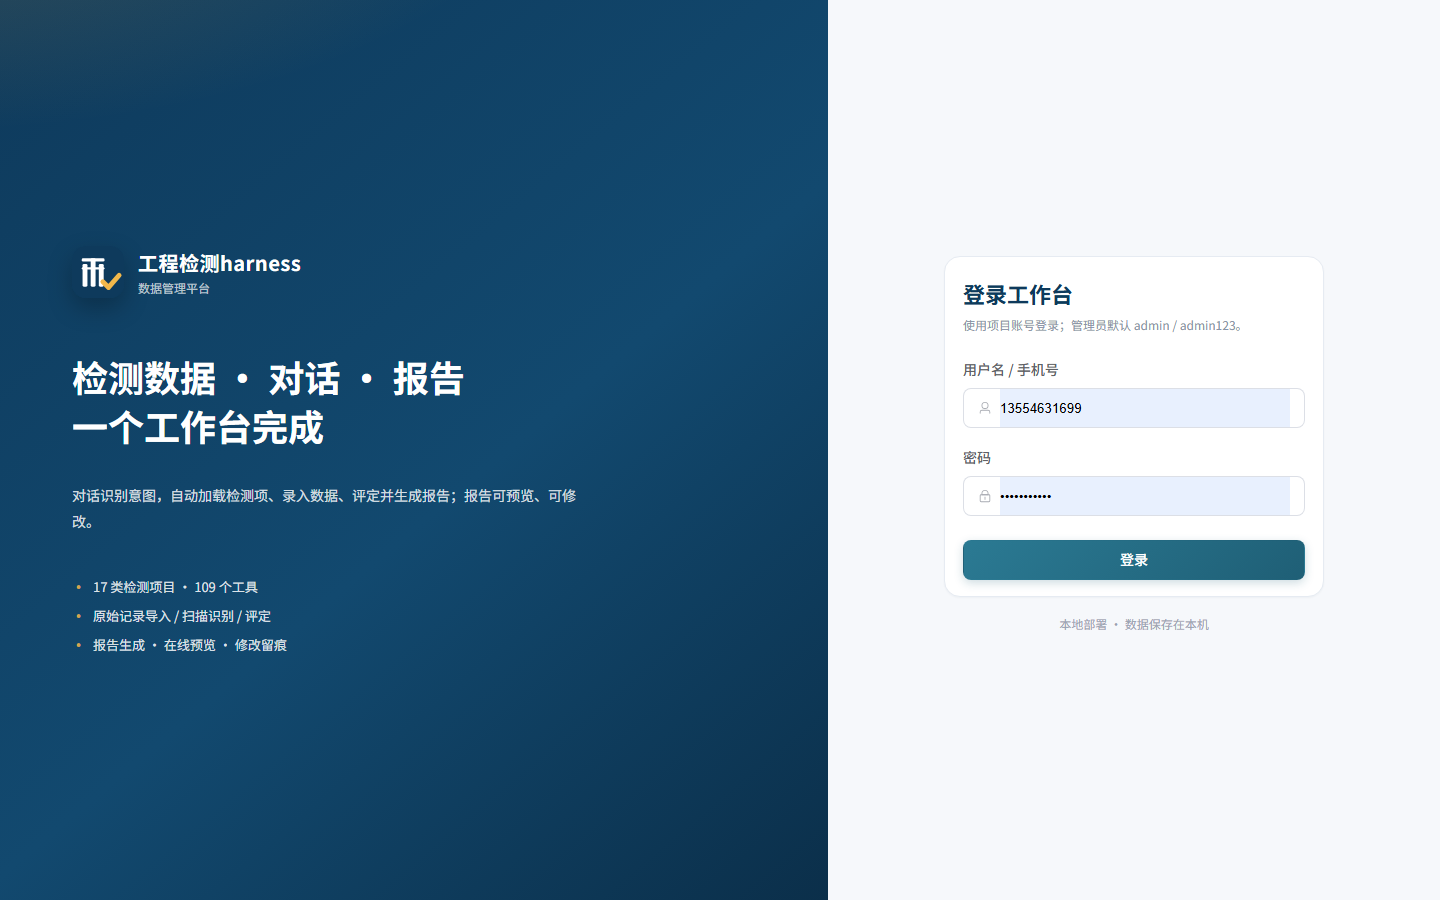 工程检测harness
数据管理平台
检测数据 · 对话 · 报告
一个工作台完成
对话识别意图，自动加载检测项、录入数据、评定并生成报告；报告可预览、可修
改。
17 类检测项目 · 109 个工具
原始记录导入 / 扫描识别 / 评定
报告生成 · 在线预览 · 修改留痕
登录工作台
使用项目账号登录；管理员默认 admin / admin123。
用户名 / 手机号
13554631699
密码
•••••••••••
登录
本地部署 · 数据保存在本机